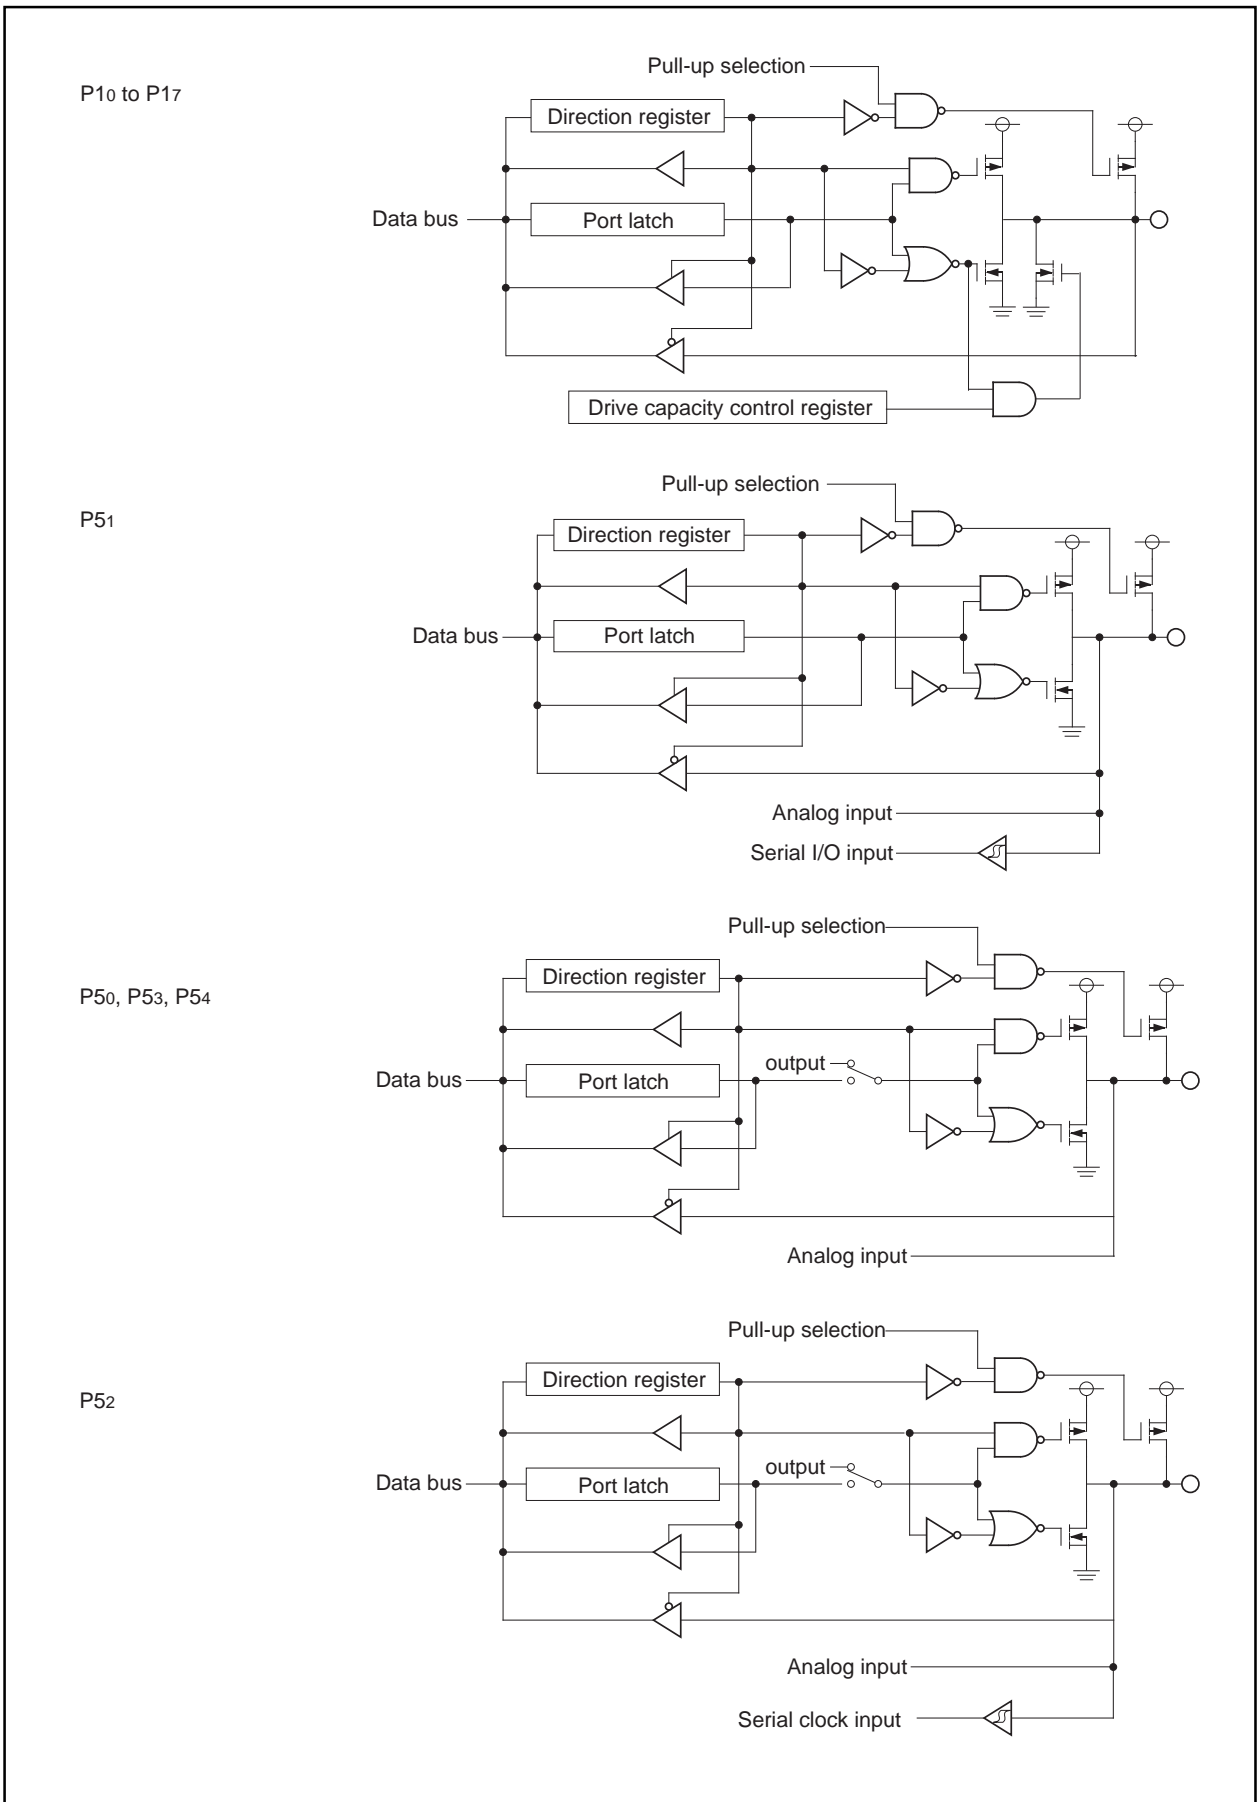 P10 to P17
Pull-up selection
Direction register
Data bus
Port latch
Drive capacity control register
P51
Pull-up selection
Direction register
Data bus
Port latch
Analog input
Serial I/O input
P50, P53, P54
Pull-up selection
Direction register
output
Data bus
Port latch
Analog input
P52
Pull-up selection
Direction register
output
Data bus
Port latch
Analog input
Serial clock input